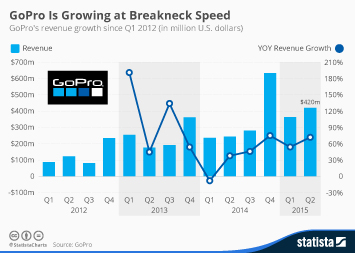 GoPro Is Growing at Breakneck Speed
GoPro's revenue growth since Q1 2012 (in million U.S. dollars)
Revenue YOY Revenue Growth
$700m 210%
$600m 180%
$500m 150%
$400m 120%
$300m 90%
$200m 60%
$100m 30%
0 0
-$100m -30%
GoPro
$420m
Q1 Q2 Q3 Q4 Q1 Q2 Q3 Q4 Q1 Q2 Q3 Q4 Q1 Q2
2012 2013 2014 2015
@StatistaCharts Source: GoPro
statista